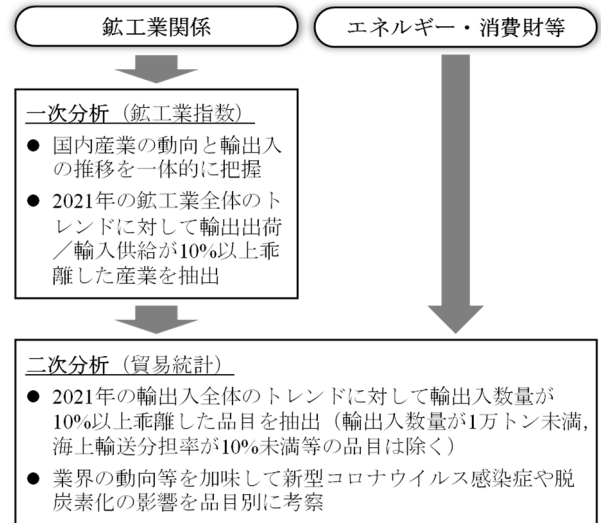 鉱工業関係
エネルギー・消費財等
一次分析（鉱工業指数）
● 国内産業の動向と輸出入
の推移を一体的に把握
● 2021年の鉱工業全体のト
レンドに対して輸出出荷
／輸入供給が10%以上乖
離した産業を抽出
二次分析（貿易統計）
● 2021年の輸出入全体のトレンドに対して輸出入数量が
10%以上乖離した品目を抽出（輸出入数量が1万トン未満,
海上輸送分担率が10%未満等の品目は除く）
● 業界の動向等を加味して新型コロナウイルス感染症や脱
炭素化の影響を品目別に考察